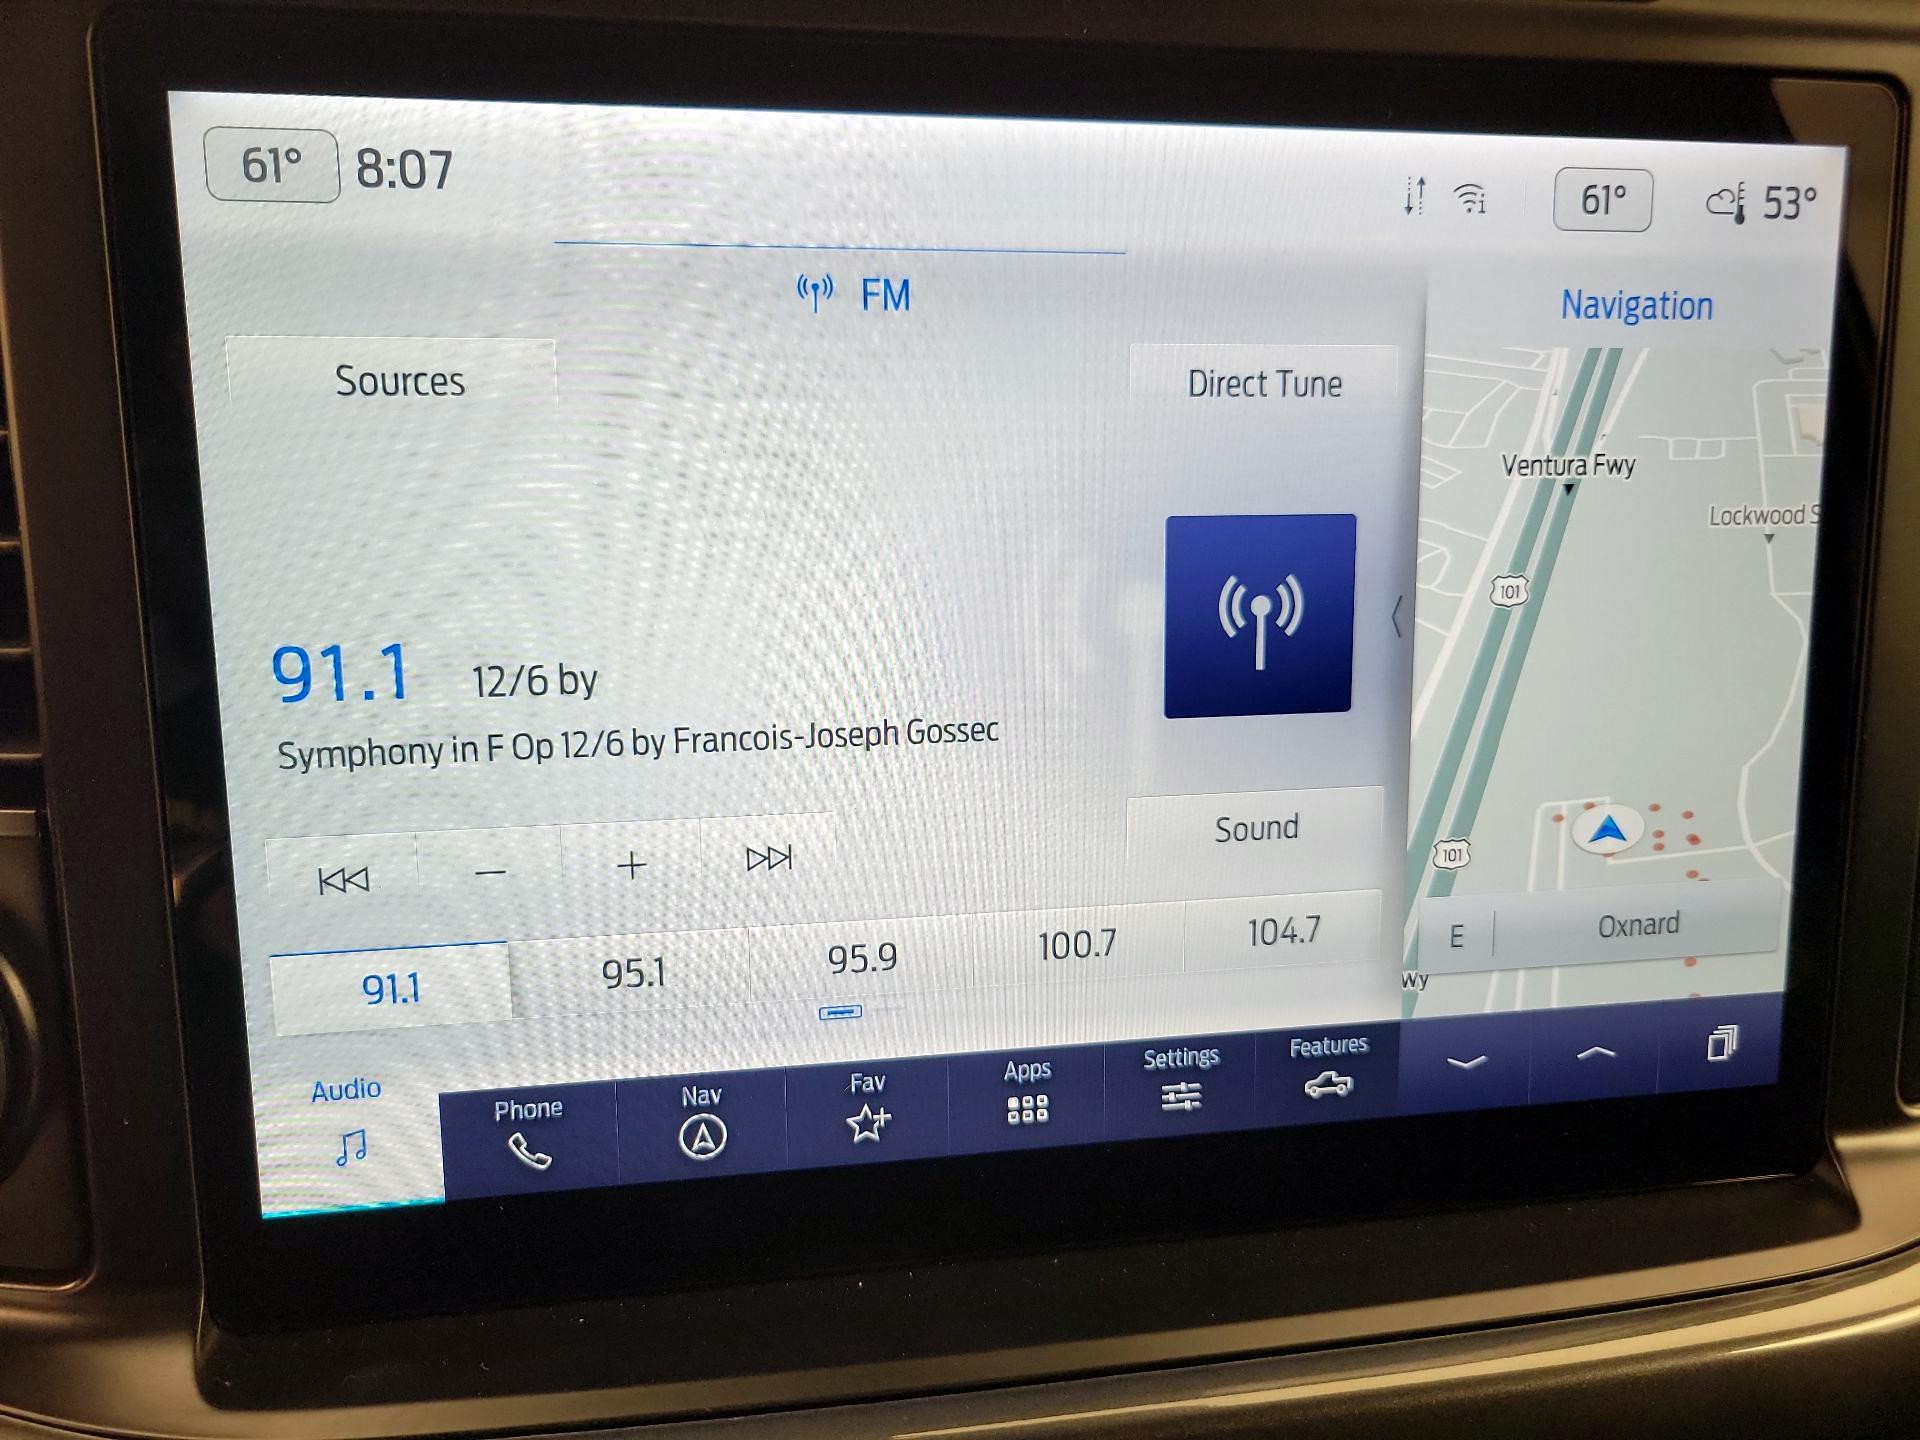 61° 8:07
61° 53°
FM
Navigation
Sources
Direct Tune
Ventura Fwy
Lockwood S
101
91.1 12/6 by
Symphony in F Op 12/6 by Francois-Joseph Gossec
Sound
101
E Oxnard
91.1 95.1 95.9 100.7 104.7
Wy
Audio Phone Nav Fav Apps Settings Features